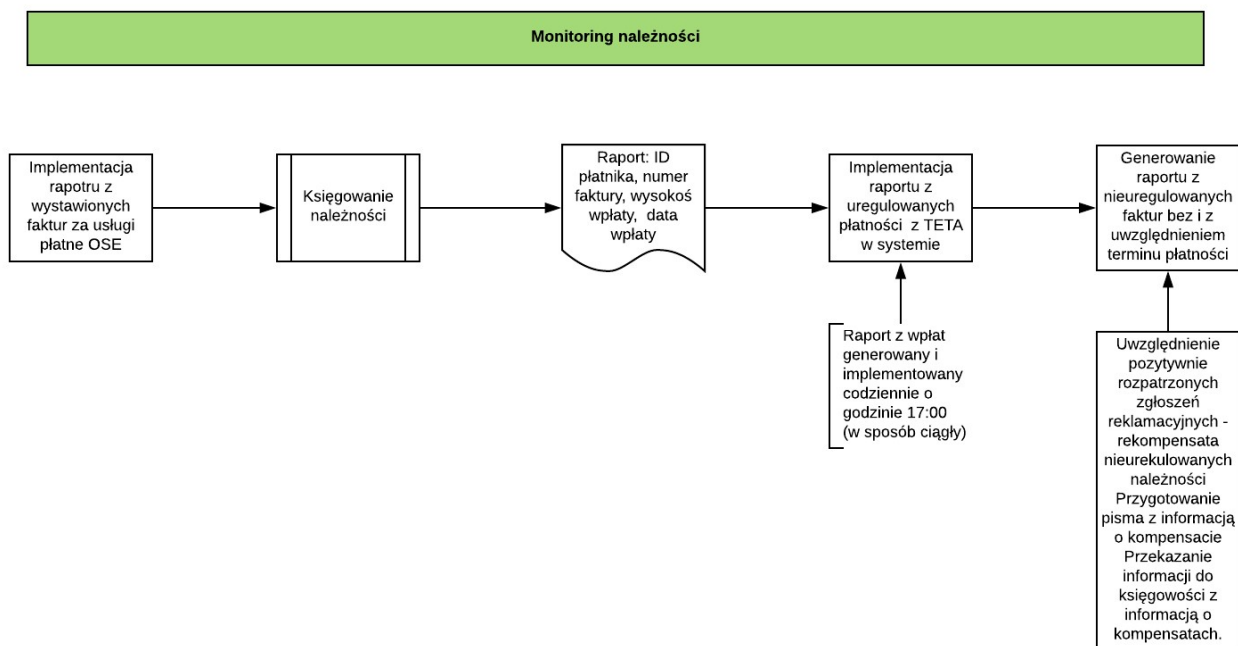 Monitoring należności
Implementacja
rapotru z
wystawionych
faktur za usługi
płatne OSE
Księgowanie
należności
Raport: ID
płatnika, numer
faktury, wysokoś
wpłaty, data
wpłaty
Implementacja
raportu z
uregulowanych
płatności z TETA
w systemie
Generowanie
raportu z
nieuregulowanych
faktur bez i z
uwzględnieniem
terminu płatności
Raport z wpłat
generowany i
implementowany
codziennie o
godzinie 17:00
(w sposób ciągły)
Uwzględnienie
pozytywnie
rozpatrzonych
zgłoszeń
reklamacyjnych -
rekompensata
nieurekulowanych
należności
Przygotowanie
pisma z informacją
o kompensacie
Przekazanie
informacji do
księgowości z
informacją o
kompensatach.